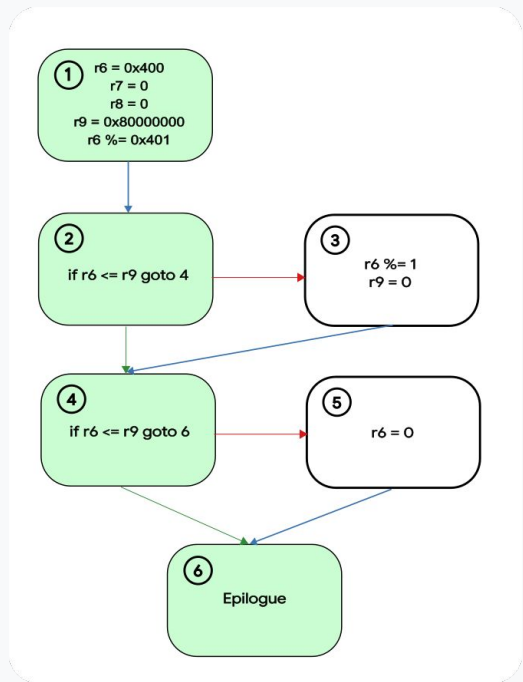 1
r6 = 0x400
r7 = 0
r8 = 0
r9 = 0x80000000
r6 %= 0x401
2
if r6 <= r9 goto 4
3
r6 %= 1
r9 = 0
4
if r6 <= r9 goto 6
5
r6 = 0
6
Epilogue